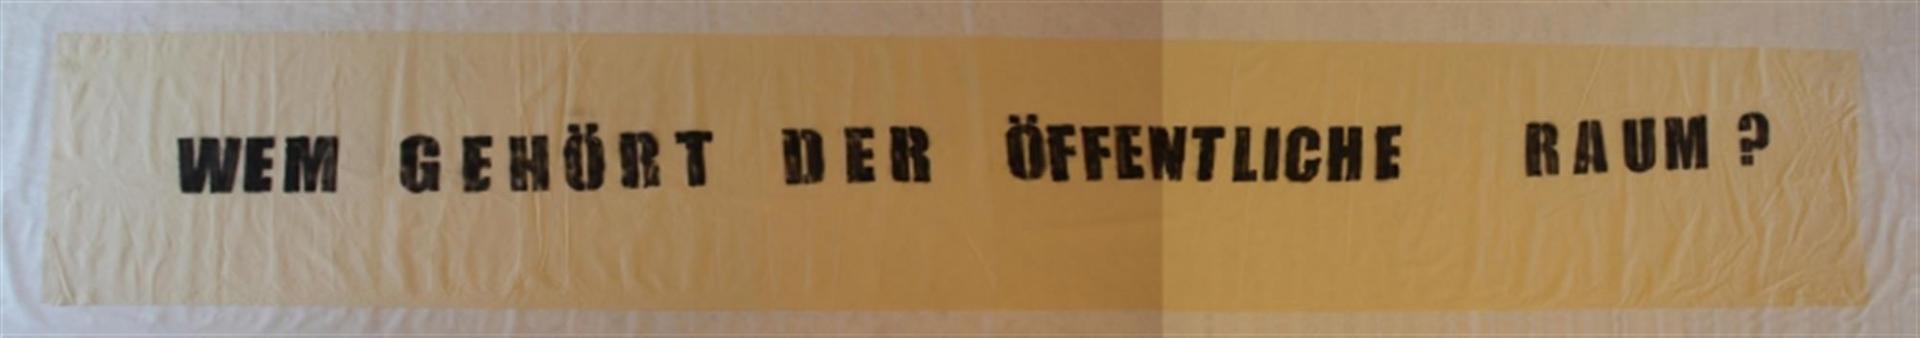 WEM GEHÖRT DER ÖFFENTLICHE RAUM?